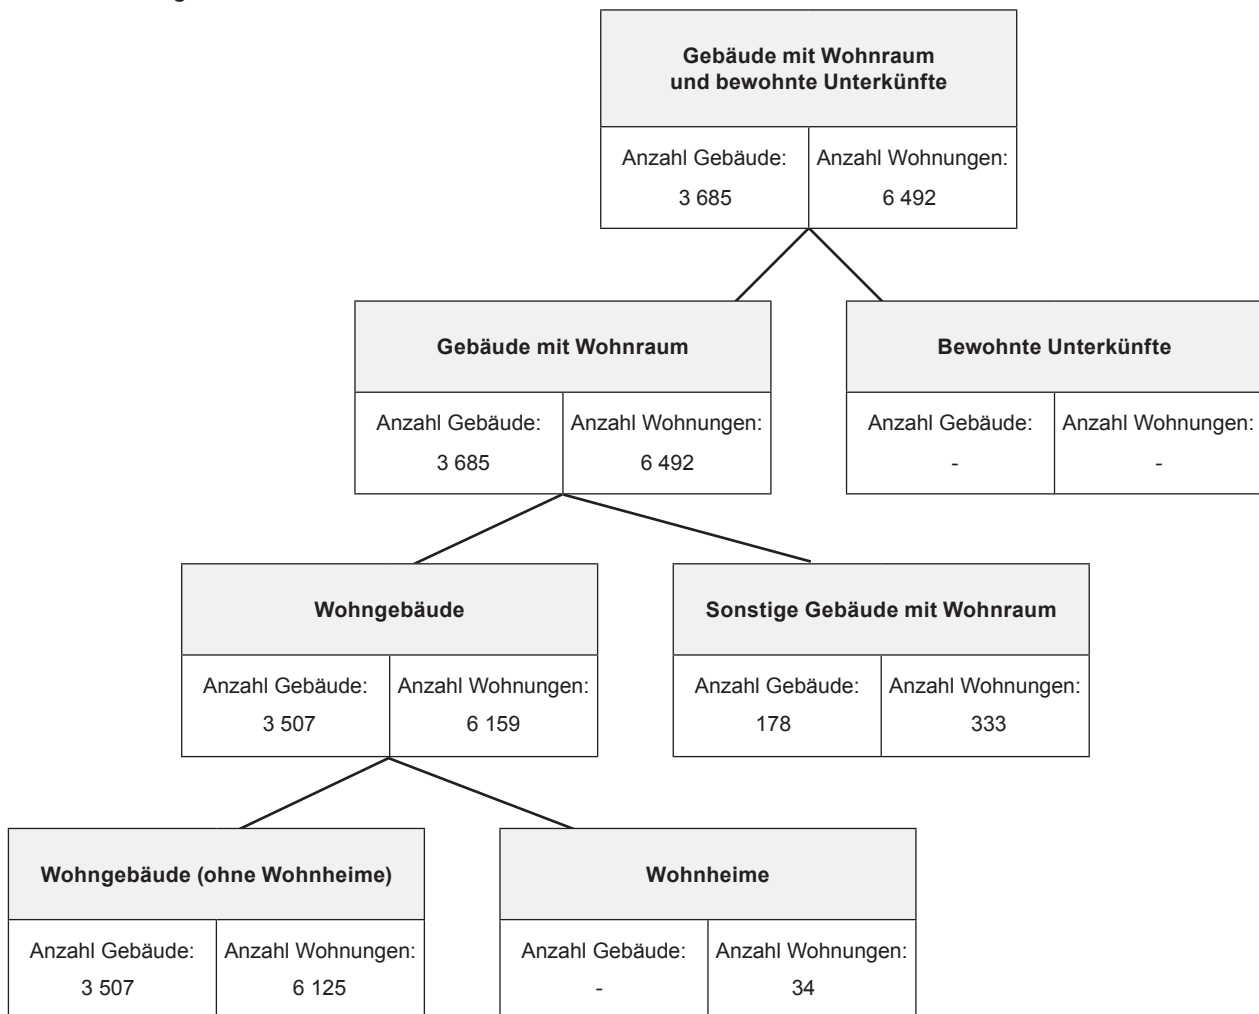 Gebäude mit Wohnraum
und bewohnte Unterkünfte
Anzahl Gebäude: Anzahl Wohnungen:
3 685 6 492
Gebäude mit Wohnraum Bewohnte Unterkünfte
Anzahl Gebäude: Anzahl Wohnungen: Anzahl Gebäude: Anzahl Wohnungen:
3 685 6 492 - -
Wohngebäude Sonstige Gebäude mit Wohnraum
Anzahl Gebäude: Anzahl Wohnungen: Anzahl Gebäude: Anzahl Wohnungen:
3 507 6 159 178 333
Wohngebäude (ohne Wohnheime) Wohnheime
Anzahl Gebäude: Anzahl Wohnungen: Anzahl Gebäude: Anzahl Wohnungen:
3 507 6 125 - 34